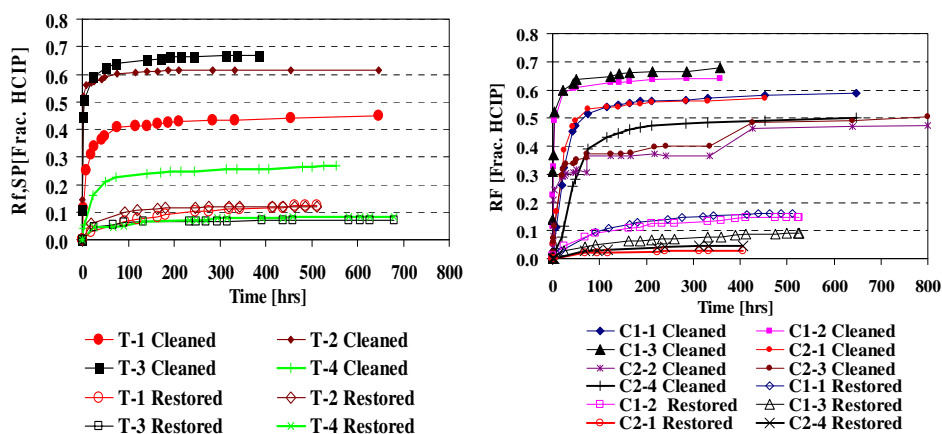 Rf,SP[Frac. HCIP]
0.8
0.7
0.6
0.5
0.4
0.3
0.2
0.1
0.0
0 100 200 300 400 500 600 700 800
Time [hrs]
T-1 Cleaned T-2 Cleaned
T-3 Cleaned T-4 Cleaned
T-1 Restored T-2 Restored
T-3 Restored T-4 Restored
RF [Frac. HCIP]
0.8
0.7
0.6
0.5
0.4
0.3
0.2
0.1
0.0
0 100 200 300 400 500 600 700 800
Time [hrs]
C1-1 Cleaned C1-2 Cleaned
C1-3 Cleaned C2-1 Cleaned
C2-2 Cleaned C2-3 Cleaned
C2-4 Cleaned C1-1 Restored
C1-2 Restored C1-3 Restored
C2-1 Restored C2-4 Restored